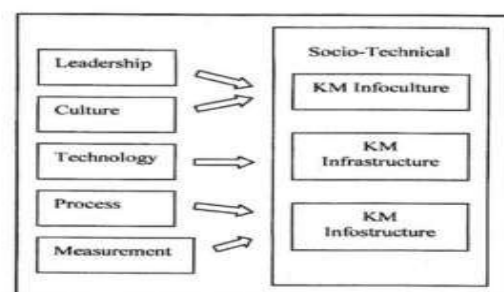 Leadership
Culture
Technology
Process
Measurement
Socio-Technical
KM Infoculture
KM
Infrastructure
KM
Infostructure